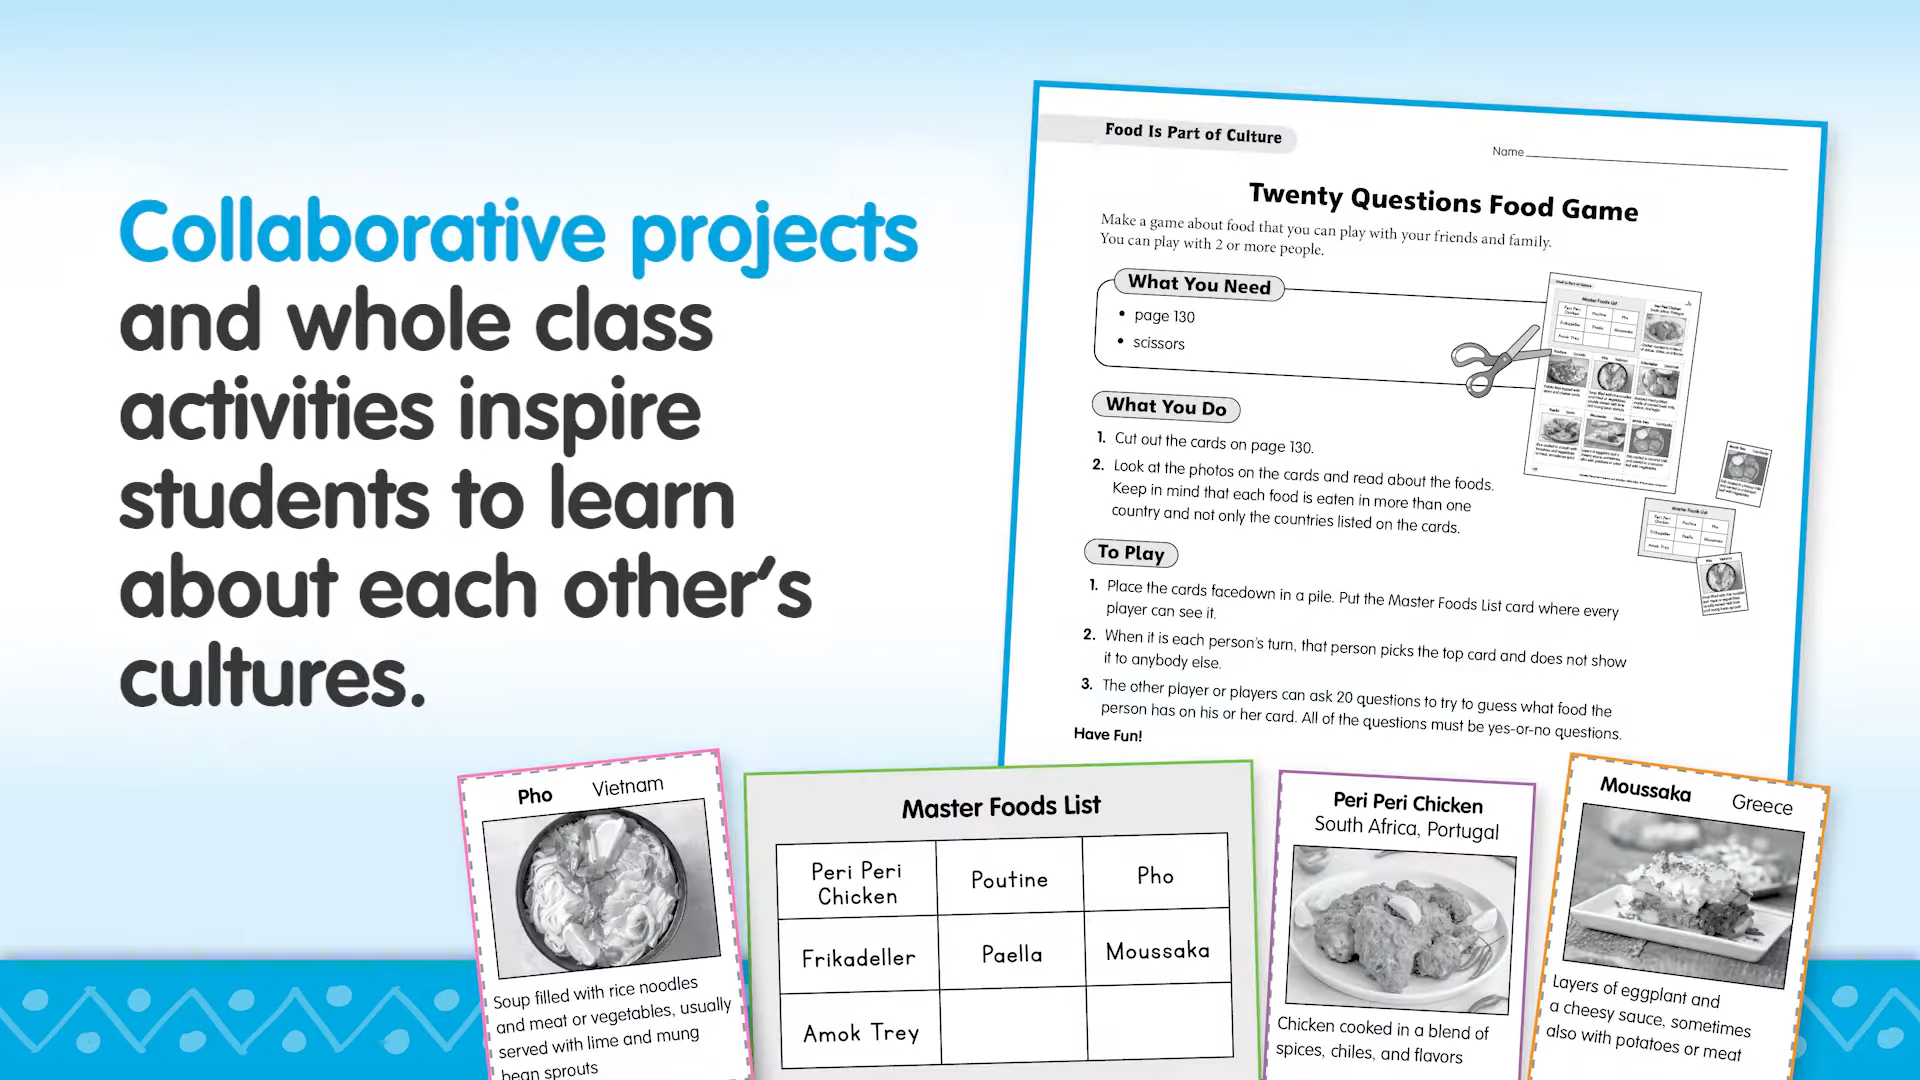 Collaborative projects
and whole class
activities inspire
students to learn
about each other's
cultures.
Food Is Part of Culture
Name
Twenty Questions Food Game
Make a game about food that you can play with your friends and family.
You can play with 2 or more people.
What You Need
• page 130
• scissors
What You Do
1. Cut out the cards on page 130.
2. Look at the photos on the cards and read about the foods.
Keep in mind that each food is eaten in more than one
country and not only the countries listed on the cards.
To Play
1. Place the cards facedown in a pile. Put the Master Foods List card where every
player can see it.
2. When it is each person's turn, that person picks the top card and does not show
it to anybody else.
3. The other player or players can ask 20 questions to try to guess what food the
person has on his or her card. All of the questions must be yes-or-no questions.
Have Fun!
Pho Vietnam
Soup filled with rice noodles
and meat or vegetables, usually
served with lime and mung
bean sprouts
Master Foods List
Peri Peri
Chicken
Poutine
Pho
Frikadeller
Paella
Moussaka
Amok Trey
Peri Peri Chicken
South Africa, Portugal
Chicken cooked in a blend of
spices, chiles, and flavors
Moussaka Greece
Layers of eggplant and
a cheesy sauce, sometimes
also with potatoes or meat